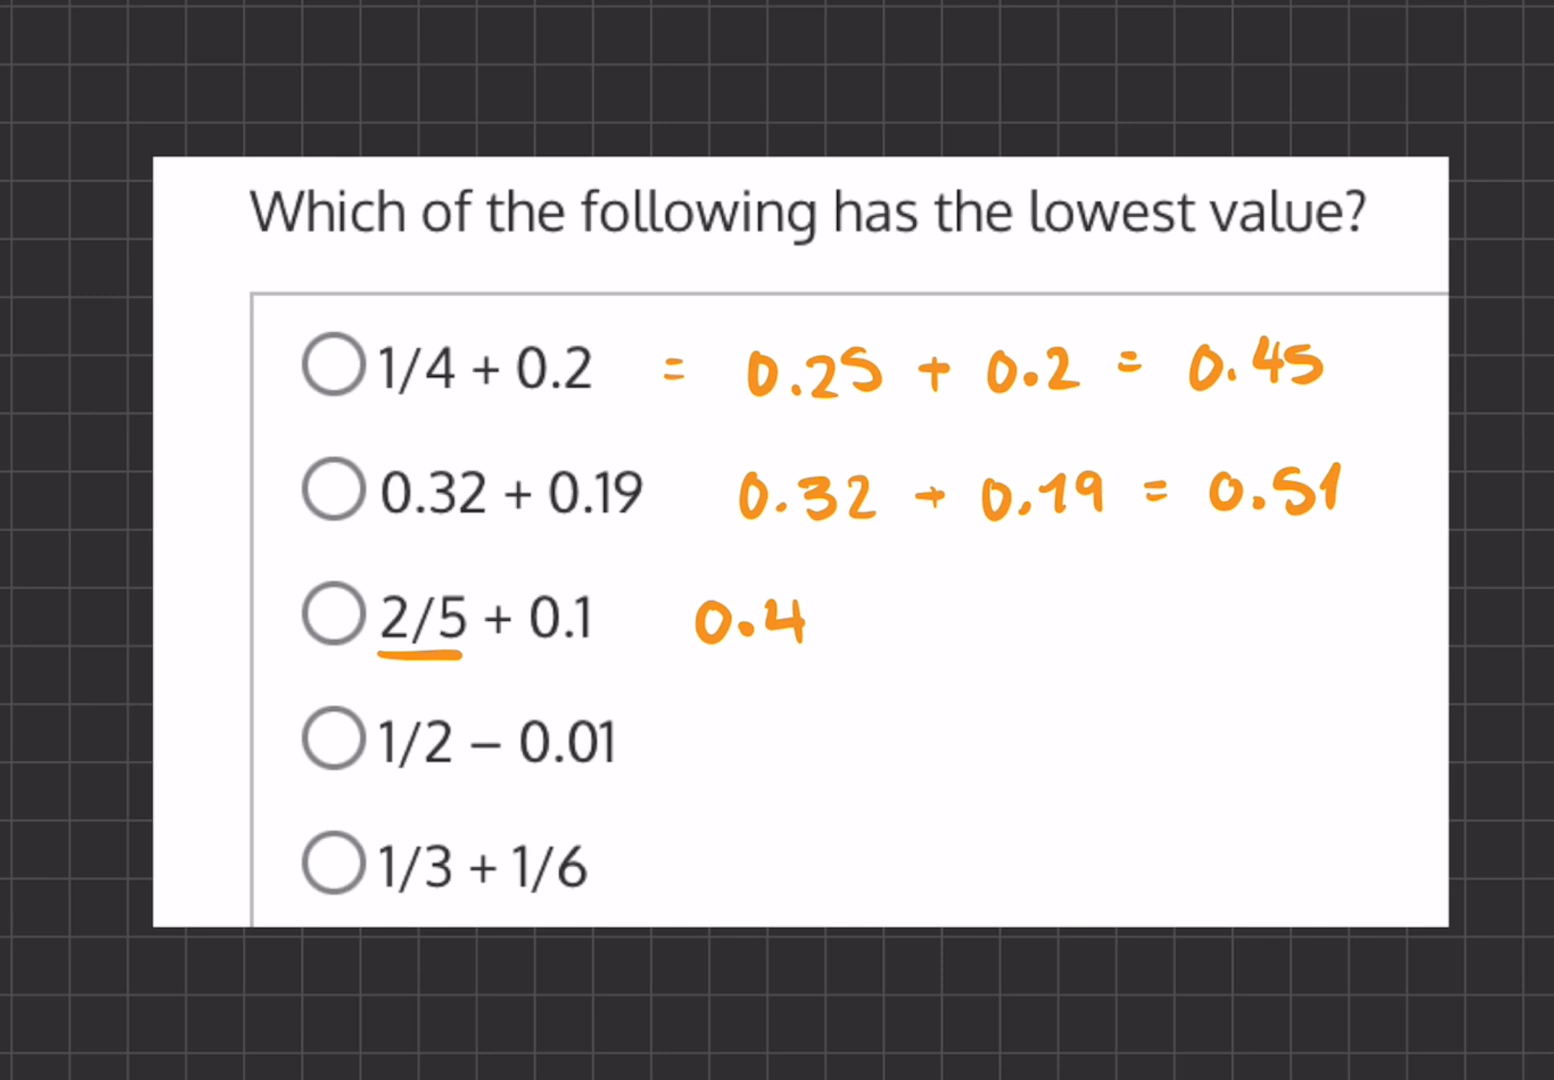 Which of the following has the lowest value?
1/4 + 0.2 = 0.25 + 0.2 = 0.45
0.32 + 0.19 0.32 + 0.19 = 0.51
2/5 + 0.1 0.4
1/2 – 0.01
1/3 + 1/6